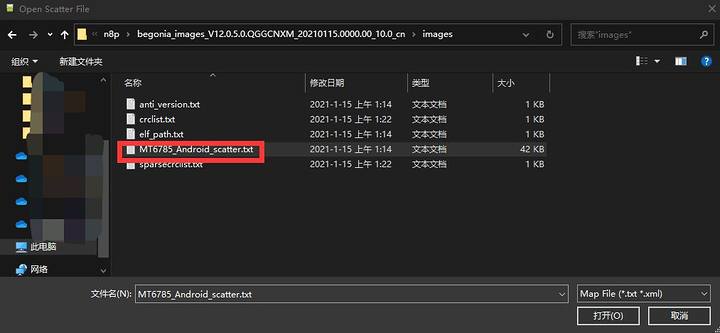 Open Scatter File
n8p > begonia_images_V12.0.5.0.QGGCNXM_20210115.0000.00_10.0_cn > images
搜索"images"
组织 新建文件夹
名称 修改日期 类型 大小
anti_version.txt 2021-1-15 上午 1:14 文本文档 1 KB
crclist.txt 2021-1-15 上午 1:22 文本文档 1 KB
elf_path.txt 2021-1-15 上午 1:14 文本文档 1 KB
MT6785_Android_scatter.txt 2021-1-15 上午 1:14 文本文档 42 KB
sparsecrclist.txt 2021-1-15 上午 1:22 文本文档 1 KB
此电脑
网络
文件名(N): MT6785_Android_scatter.txt Map File (*.txt *.xml)
打开(O) 取消